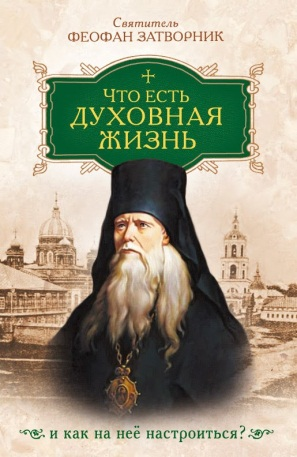 Святитель
ФЕОФАН ЗАТВОРНИК
Что есть
ДУХОВНАЯ
ЖИЗНЬ
и как на неё настроиться?